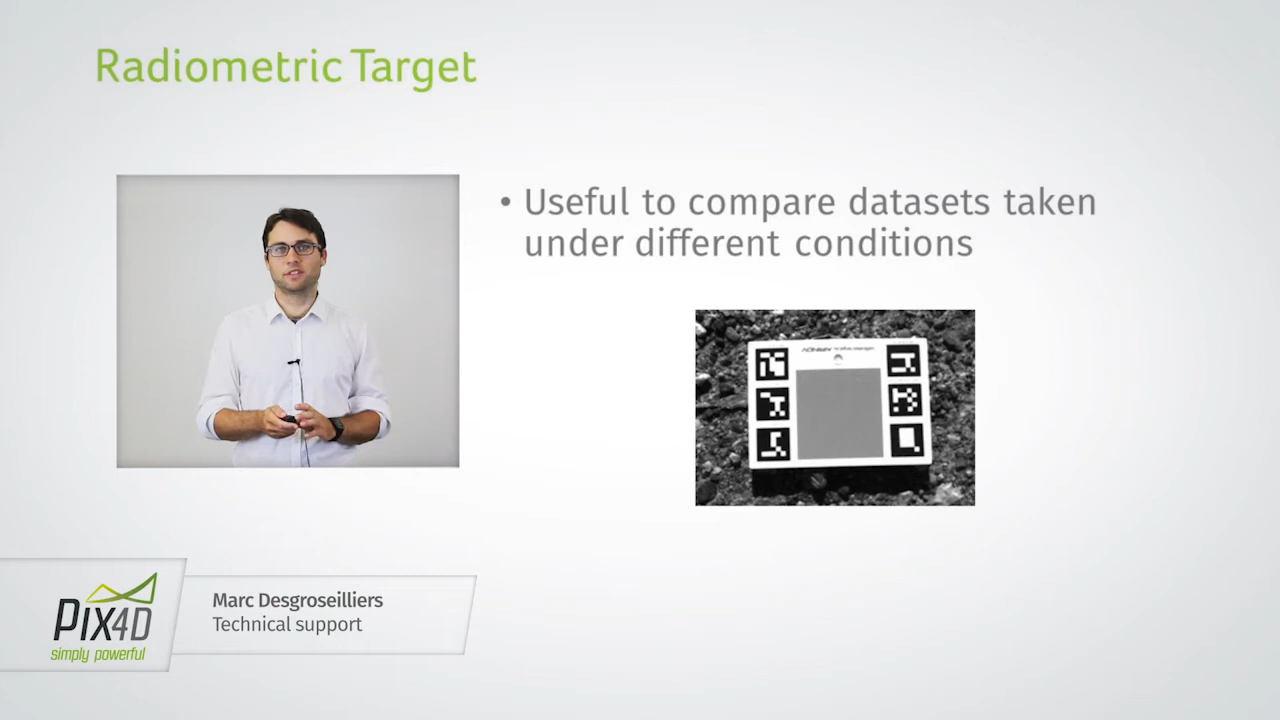 Radiometric Target
• Useful to compare datasets taken
under different conditions
PIX4D
simply powerful
Marc Desgroseilliers
Technical support